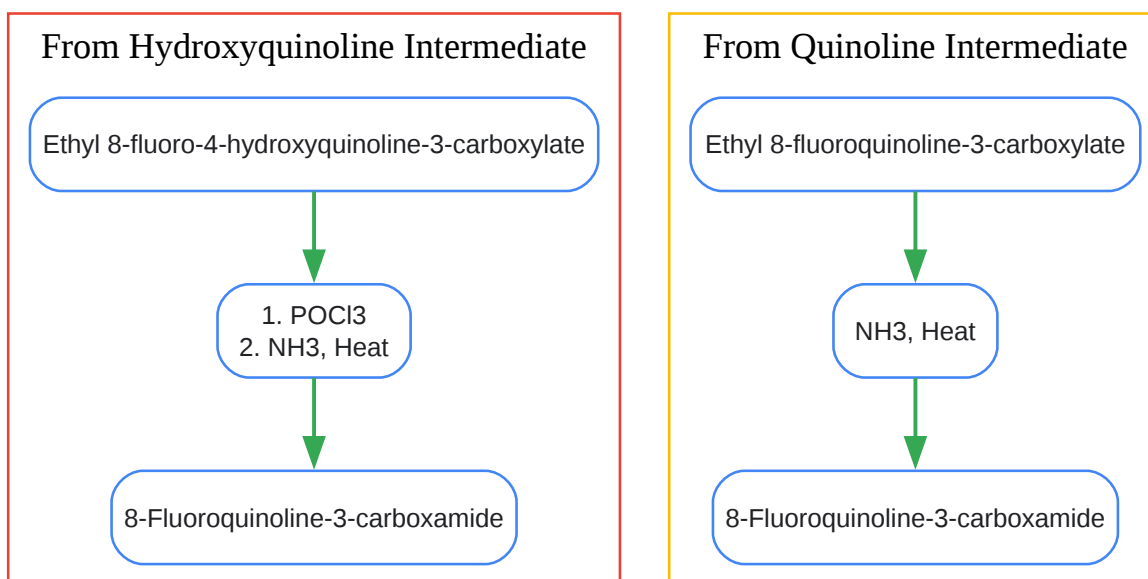 From Hydroxyquinoline Intermediate
Ethyl 8-fluoro-4-hydroxyquinoline-3-carboxylate
1. POCl3
2. NH3, Heat
8-Fluoroquinoline-3-carboxamide
From Quinoline Intermediate
Ethyl 8-fluoroquinoline-3-carboxylate
NH3, Heat
8-Fluoroquinoline-3-carboxamide